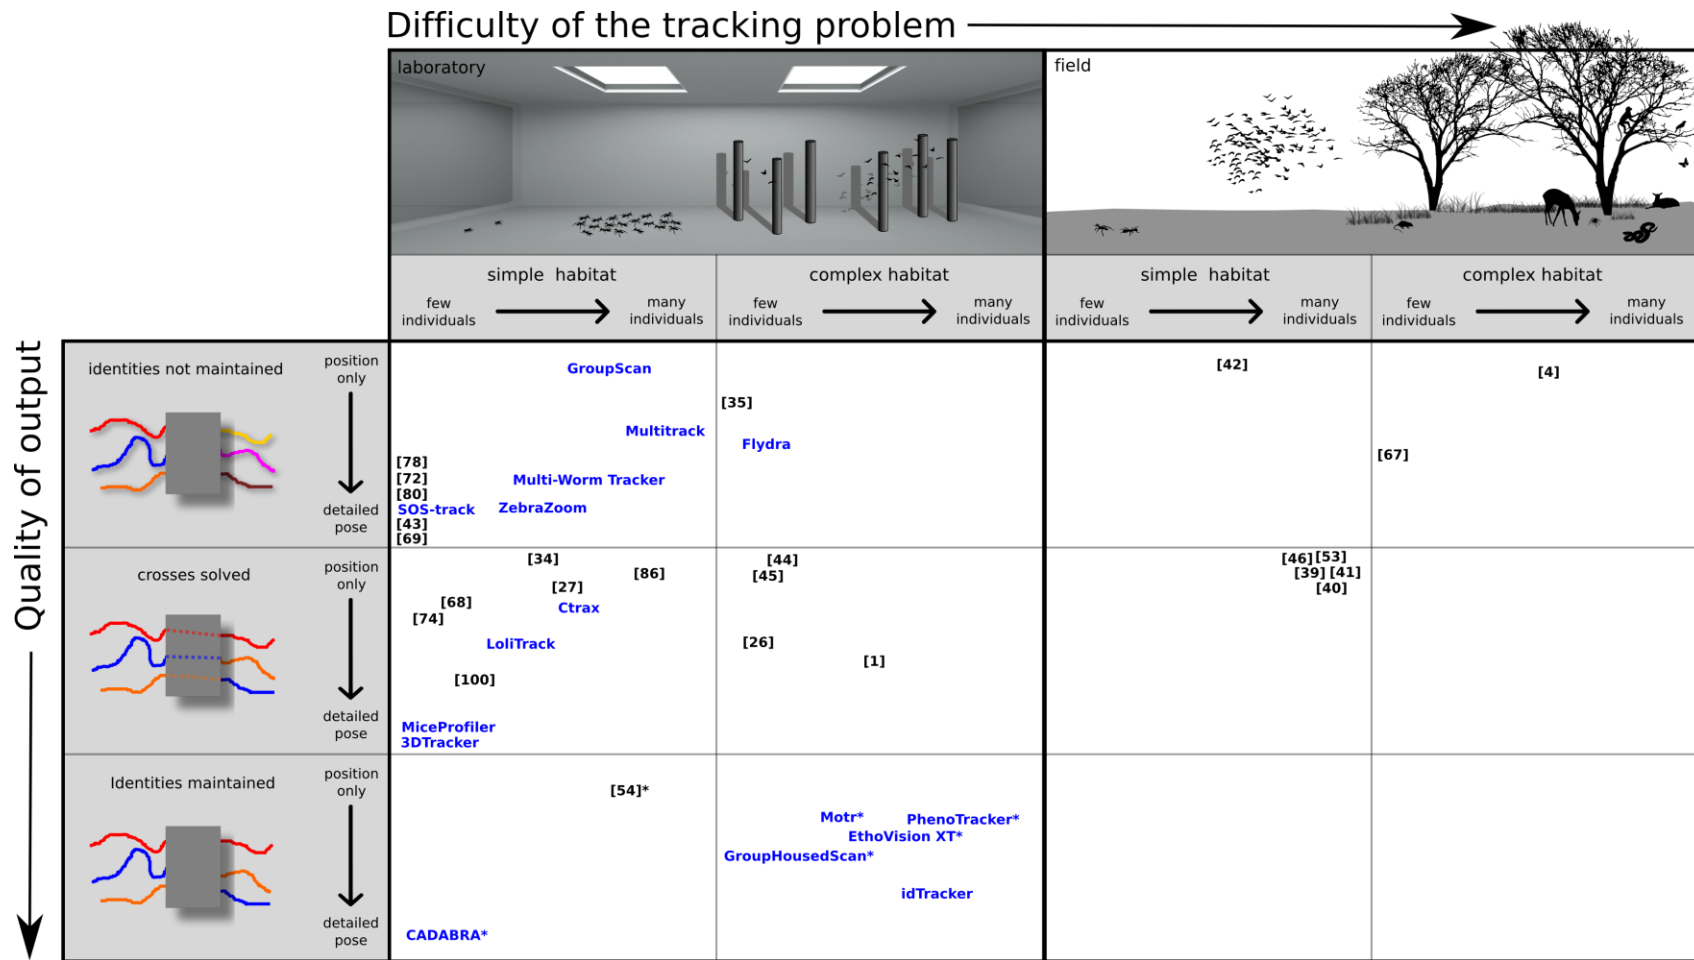 Difficulty of the tracking problem
laboratory
field
simple habitat
complex habitat
simple habitat
complex habitat
few individuals
many individuals
few individuals
many individuals
few individuals
many individuals
few individuals
many individuals
Quality of output
identities not maintained
position only
detailed pose
GroupScan
Multitrack
[78]
[72]
Multi-Worm Tracker
[80]
SOS-track
ZebraZoom
[43]
[69]
[35]
Flydra
[42]
[4]
[67]
crosses solved
position only
detailed pose
[34]
[86]
[27]
[68]
Ctrax
[74]
LoliTrack
[100]
MiceProfiler
3DTracker
[44]
[45]
[26]
[1]
[46] [53]
[39] [41]
[40]
Identities maintained
position only
detailed pose
[54]*
CADABRA*
Motr*
PhenoTracker*
EthoVision XT*
GroupHousedScan*
idTracker